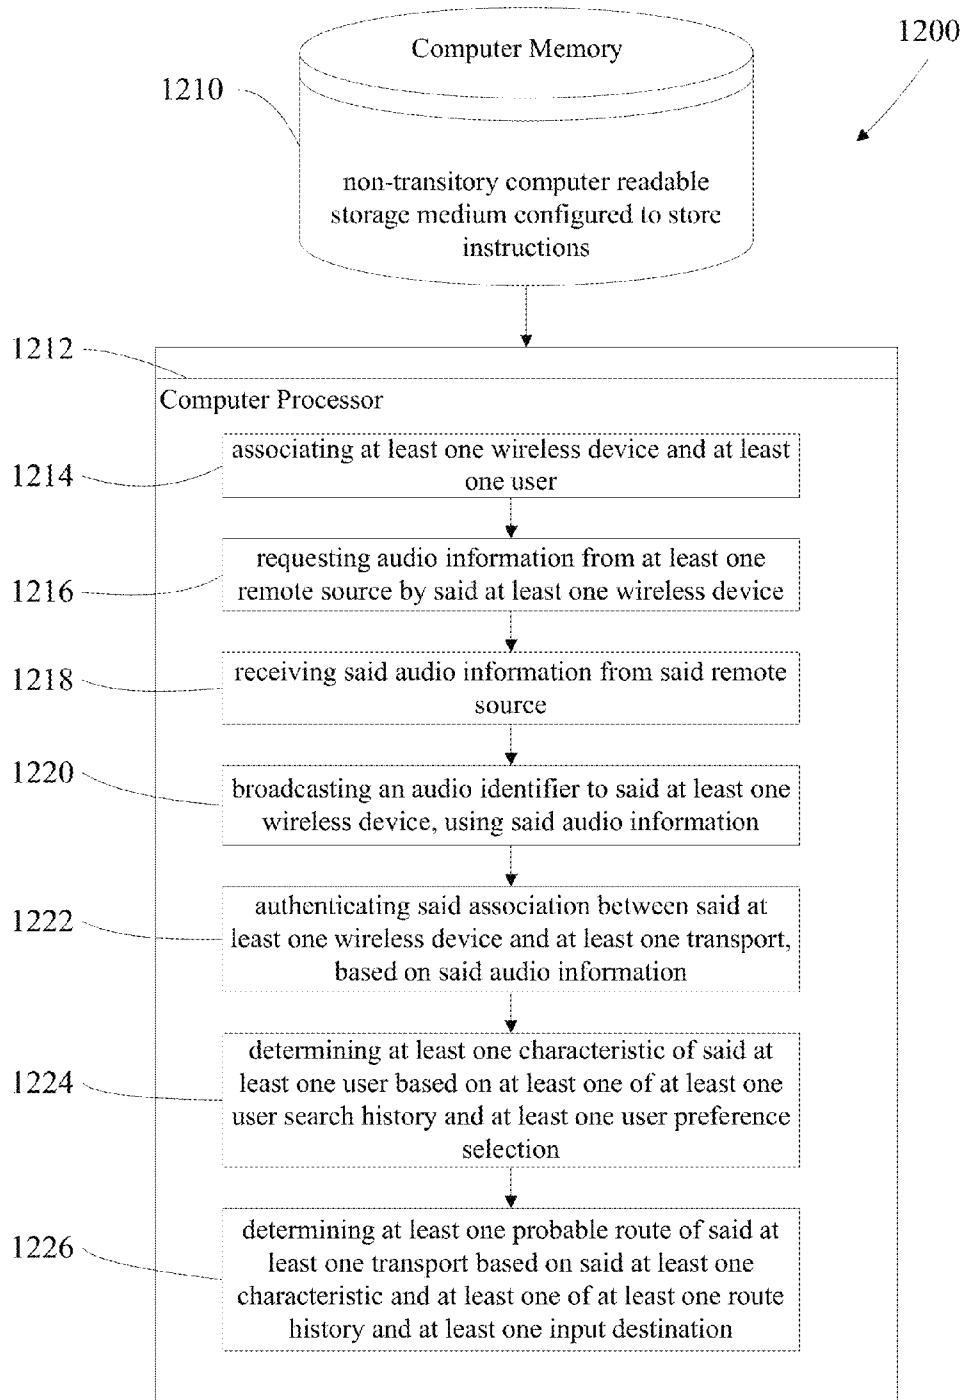 1200
Computer Memory
1210
non-transitory computer readable
storage medium configured to store
instructions
1212
Computer Processor
1214
associating at least one wireless device and at least
one user
1216
requesting audio information from at least one
remote source by said at least one wireless device
1218
receiving said audio information from said remote
source
1220
broadcasting an audio identifier to said at least one
wireless device, using said audio information
1222
authenticating said association between said at
least one wireless device and at least one transport,
based on said audio information
1224
determining at least one characteristic of said at
least one user based on at least one of at least one
user search history and at least one user preference
selection
1226
determining at least one probable route of said at
least one transport based on said at least one
characteristic and at least one of at least one route
history and at least one input destination